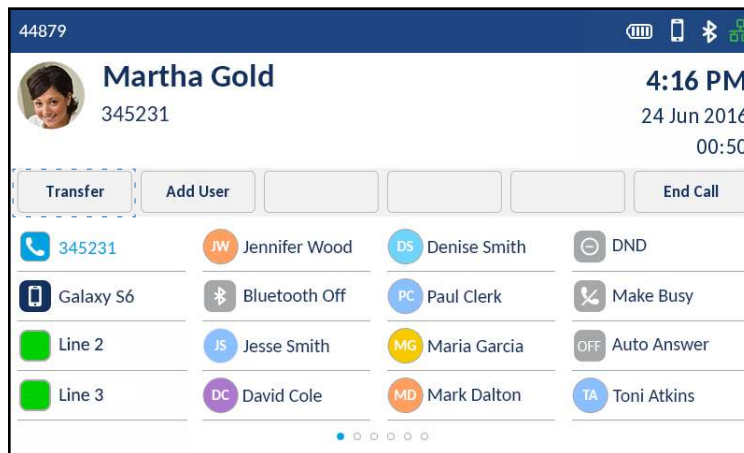 44879
Martha Gold
345231
4:16 PM
24 Jun 2016
00:50
Transfer Add User End Call
345231 JW Jennifer Wood DS Denise Smith DND
Galaxy S6 Bluetooth Off PC Paul Clerk Make Busy
Line 2 JS Jesse Smith MG Maria Garcia OFF Auto Answer
Line 3 DC David Cole MD Mark Dalton TA Toni Atkins